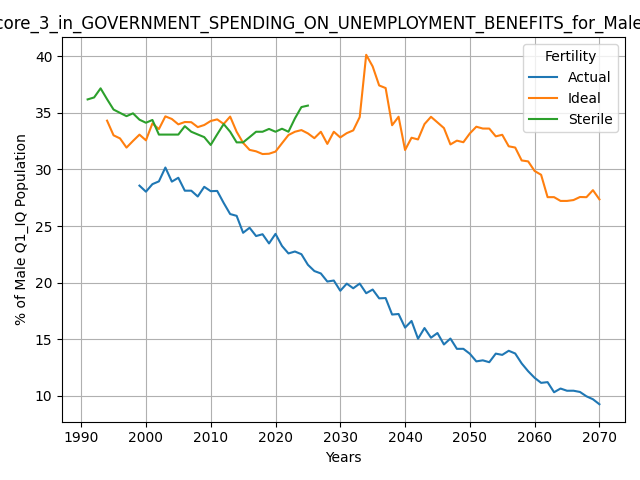 core_3_in_GOVERNMENT_SPENDING_ON_UNEMPLOYMENT_BENEFITS_for_Male
Fertility
Actual
Ideal
Sterile
% of Male Q1_IQ Population
40
35
30
25
20
15
10
1990 2000 2010 2020 2030 2040 2050 2060 2070
Years